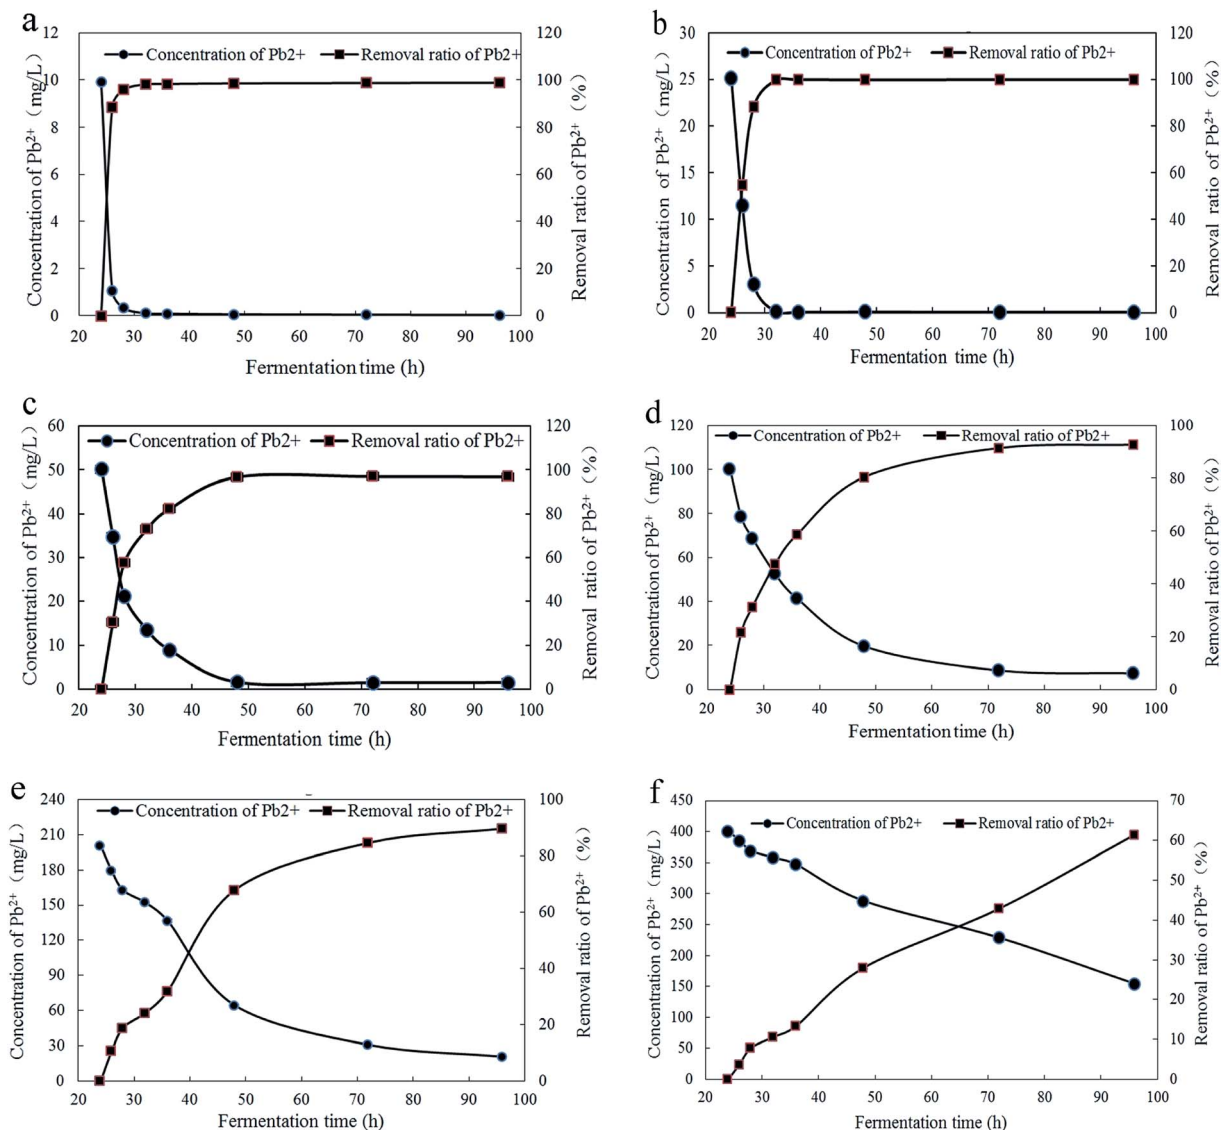 a
12
10
8
6
4
2
0
120
100
80
60
40
20
0
Concentration of Pb2+
Removal ratio of Pb2+
Concentration of Pb²⁺（mg/L）
Removal ratio of Pb²⁺（%）
20 30 40 50 60 70 80 90 100
Fermentation time (h)
b
30
25
20
15
10
5
0
120
100
80
60
40
20
0
Concentration of Pb2+
Removal ratio of Pb2+
Concentration of Pb²⁺（mg/L）
Removal ratio of Pb²⁺（%）
20 30 40 50 60 70 80 90 100
Fermentation time (h)
c
60
50
40
30
20
10
0
120
100
80
60
40
20
0
Concentration of Pb2+
Removal ratio of Pb2+
Concentration of Pb²⁺（mg/L）
Removal ratio of Pb²⁺（%）
20 30 40 50 60 70 80 90 100
Fermentation time (h)
d
120
100
80
60
40
20
0
100
80
60
40
20
0
Concentration of Pb2+
Removal ratio of Pb2+
Concentration of Pb²⁺（mg/L）
Removal ratio of Pb²⁺（%）
20 30 40 50 60 70 80 90 100
Fermentation time (h)
e
240
210
180
150
120
90
60
30
0
100
80
60
40
20
0
Concentration of Pb2+
Removal ratio of Pb2+
Concentration of Pb²⁺（mg/L）
Removal ratio of Pb²⁺（%）
20 30 40 50 60 70 80 90 100
Fermentation time (h)
f
450
400
350
300
250
200
150
100
50
0
70
60
50
40
30
20
10
0
Concentration of Pb2+
Removal ratio of Pb2+
Concentration of Pb²⁺（mg/L）
Removal ratio of Pb²⁺（%）
20 30 40 50 60 70 80 90 100
Fermentation time (h)